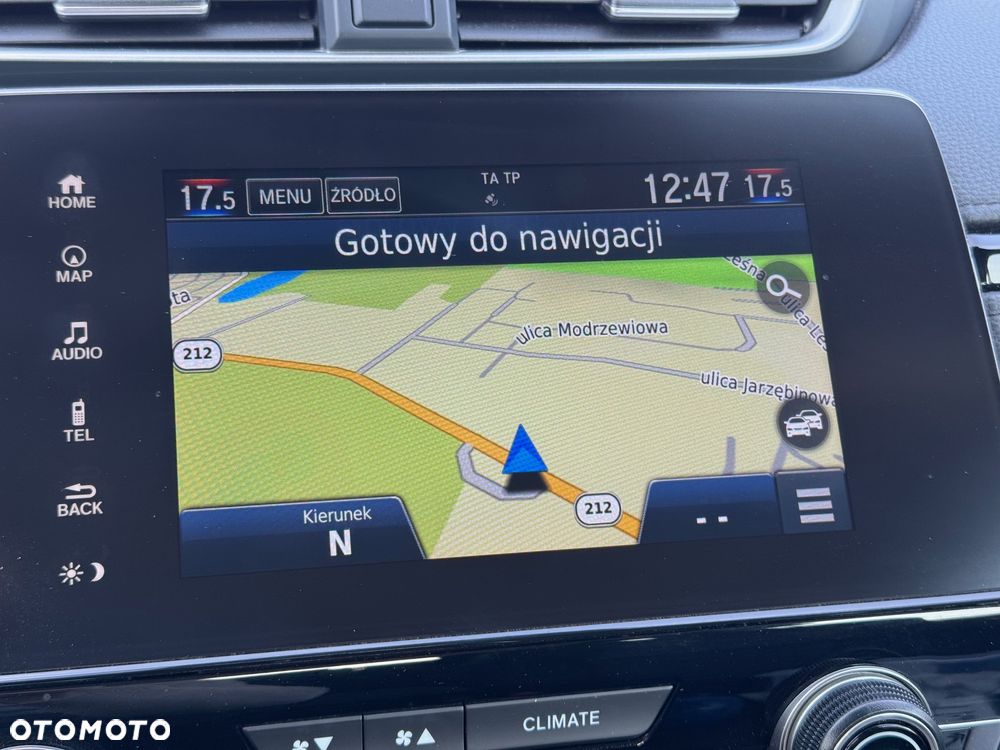 17.5 MENU ŹRÓDŁO TA TP 12:47 17.5
HOME
Gotowy do nawigacji
MAP
ulica Modrzewiowa
212
AUDIO
ulica Jarzębinowa
TEL
212
Kierunek
N
--
BACK
CLIMATE
OTOMOTO